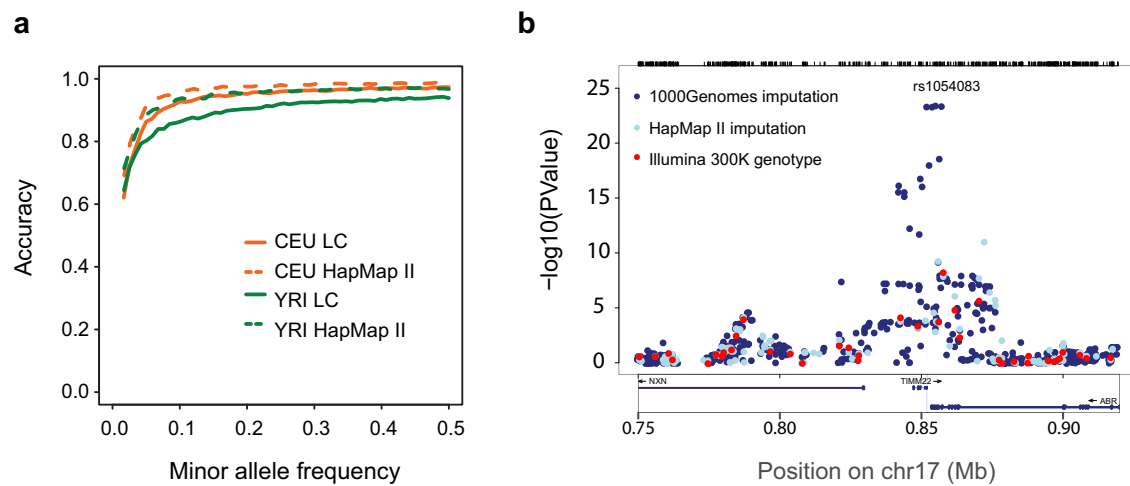 a
Accuracy
1.0
0.8
0.6
0.4
0.2
0.0
CEU LC
CEU HapMap II
YRI LC
YRI HapMap II
0.0 0.1 0.2 0.3 0.4 0.5
Minor allele frequency
b
−log10(PValue)
25
20
15
10
5
0
rs1054083
1000Genomes imputation
HapMap II imputation
Illumina 300K genotype
NXN
TIMM22
ABR
0.75 0.80 0.85 0.90
Position on chr17 (Mb)